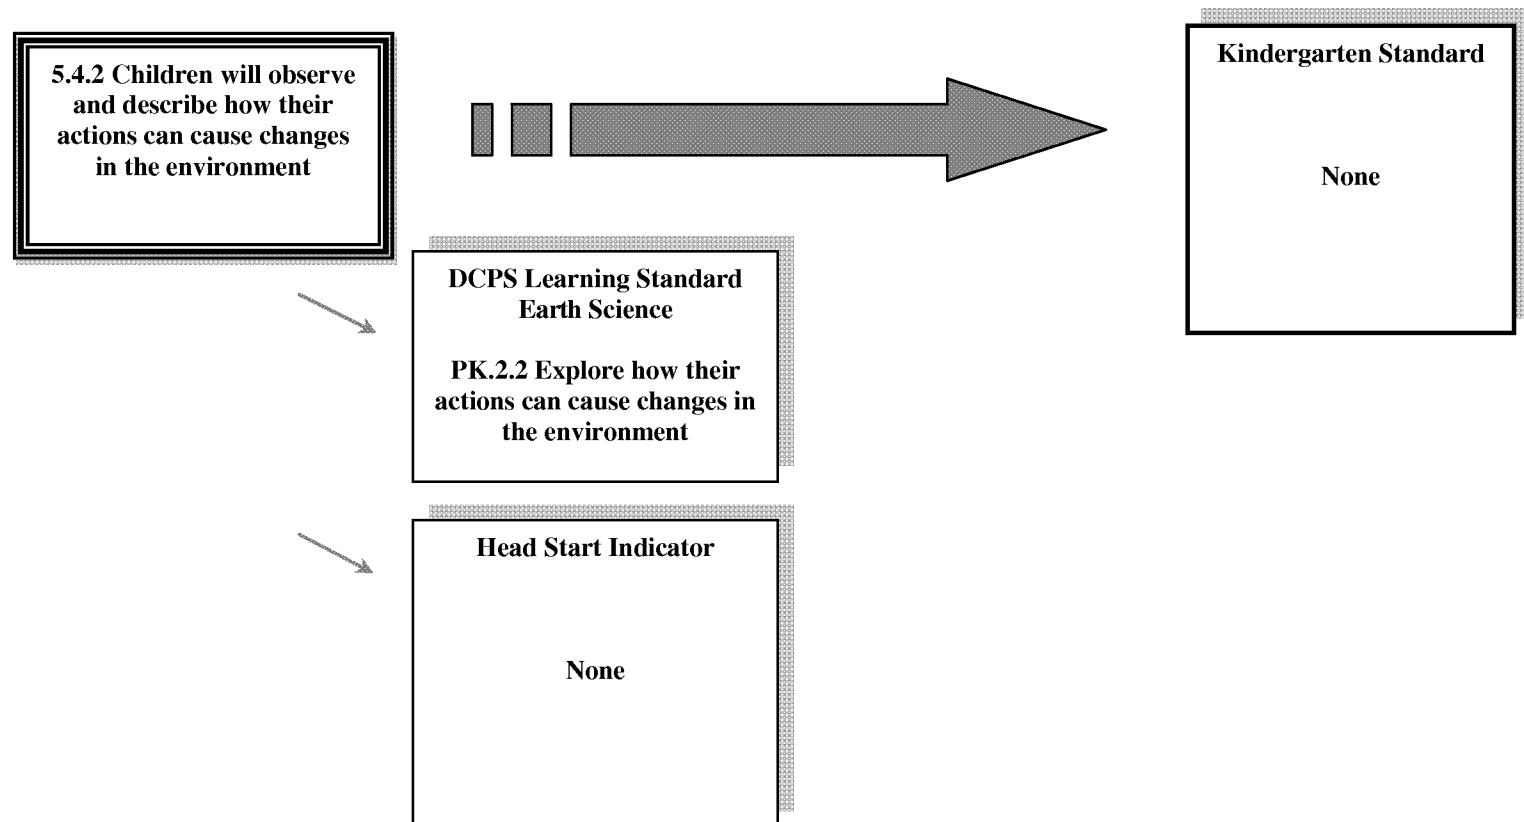 5.4.2 Children will observe
and describe how their
actions can cause changes
in the environment
Kindergarten Standard
None
DCPS Learning Standard
Earth Science
PK.2.2 Explore how their
actions can cause changes in
the environment
Head Start Indicator
None